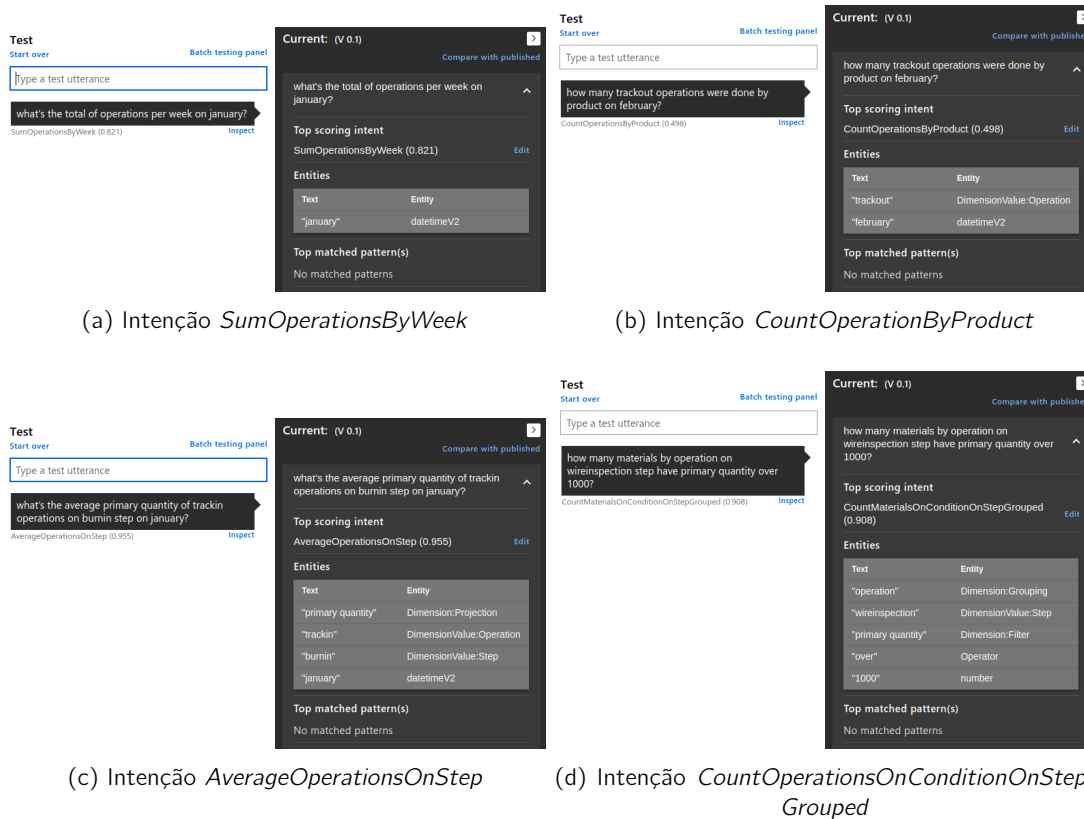 Test
Start over
Batch testing panel
Type a test utterance
what's the total of operations per week on january?
SumOperationsByWeek (0.821)
Inspect
Current: (V 0.1)
Compare with published
what's the total of operations per week on
january?
Top scoring intent
SumOperationsByWeek (0.821)
Edit
Entities
Text Entity
"january" datetimeV2
Top matched pattern(s)
No matched patterns
(a) Intenção SumOperationsByWeek
Test
Start over
Batch testing panel
Type a test utterance
how many trackout operations were done by
product on february?
CountOperationsByProduct (0.498)
Inspect
Current: (V 0.1)
Compare with publishe
how many trackout operations were done by
product on february?
Top scoring intent
CountOperationsByProduct (0.498)
Edit
Entities
Text Entity
"trackout" DimensionValue:Operation
"february" datetimeV2
Top matched pattern(s)
No matched patterns
(b) Intenção CountOperationByProduct
Test
Start over
Batch testing panel
Type a test utterance
what's the average primary quantity of trackin
operations on burnin step on january?
AverageOperationsOnStep (0.955)
Inspect
Current: (V 0.1)
Compare with published
what's the average primary quantity of trackin
operations on burnin step on january?
Top scoring intent
AverageOperationsOnStep (0.955)
Edit
Entities
Text Entity
"primary quantity" Dimension:Projection
"trackin" DimensionValue:Operation
"burnin" DimensionValue:Step
"january" datetimeV2
Top matched pattern(s)
No matched patterns
(c) Intenção AverageOperationsOnStep
Test
Start over
Batch testing panel
Type a test utterance
how many materials by operation on
wireinspection step have primary quantity over
1000?
CountMaterialsOnConditionOnStepGrouped (0.908)
Inspect
Current: (V 0.1)
Compare with publishe
how many materials by operation on
wireinspection step have primary quantity over
1000?
Top scoring intent
CountMaterialsOnConditionOnStepGrouped
(0.908)
Edit
Entities
Text Entity
"operation" Dimension:Grouping
"wireinspection" DimensionValue:Step
"primary quantity" Dimension:Filter
"over" Operator
"1000" number
Top matched pattern(s)
No matched patterns
(d) Intenção CountOperationsOnConditionOnStep
Grouped